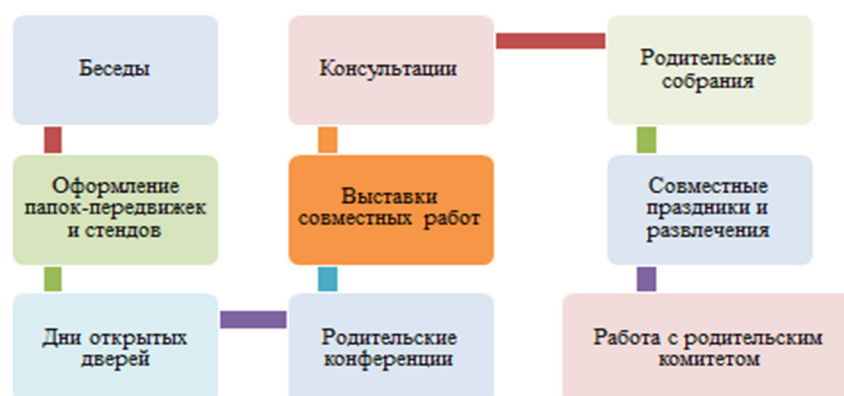 Беседы
Оформление
папок-передвижек
и стендов
Дни открытых
дверей
Родительские
конференции
Выставки
совместных работ
Консультации
Родительские
собрания
Совместные
праздники и
развлечения
Работа с родительским
комитетом